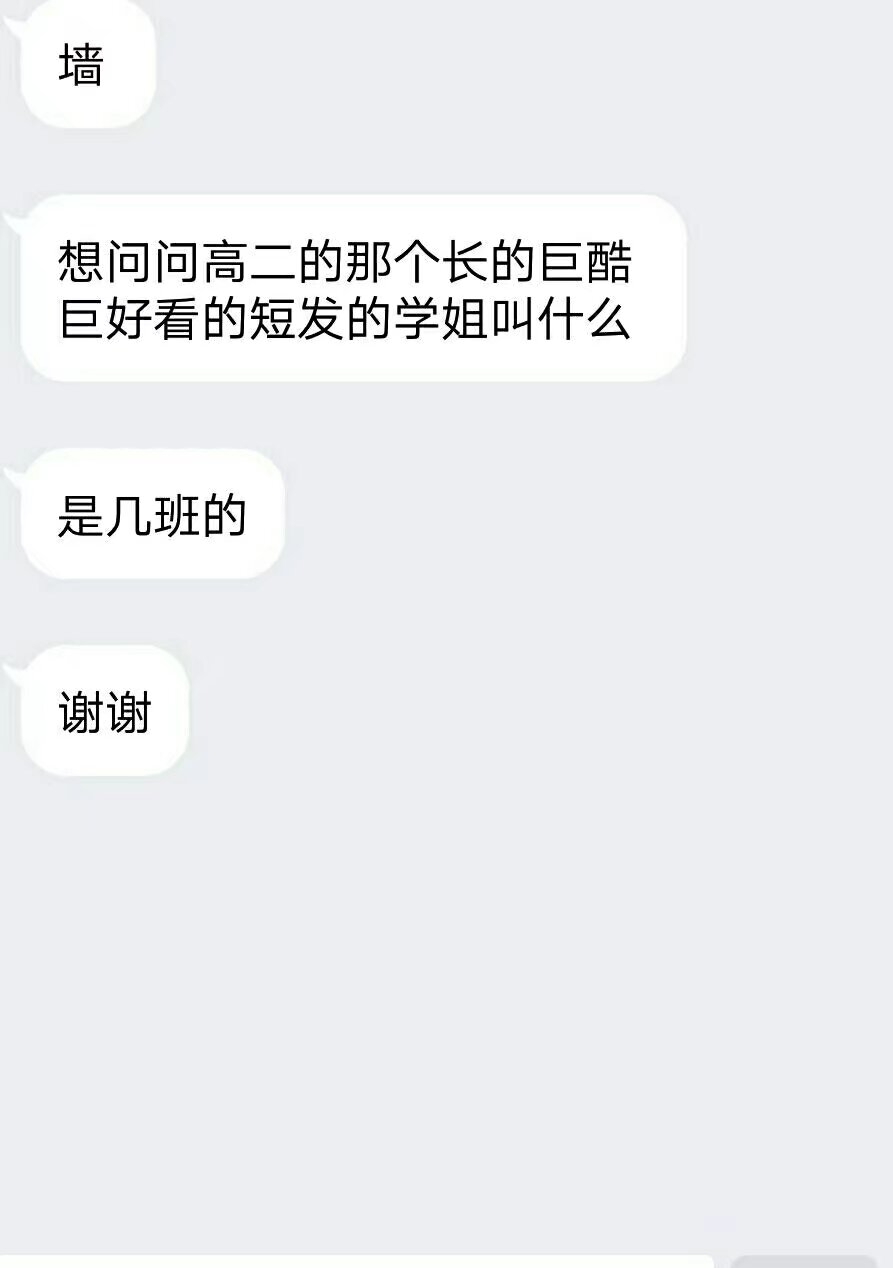 墙
想问问高二的那个长的巨酷
巨好看的短发的学姐叫什么
是几班的
谢谢